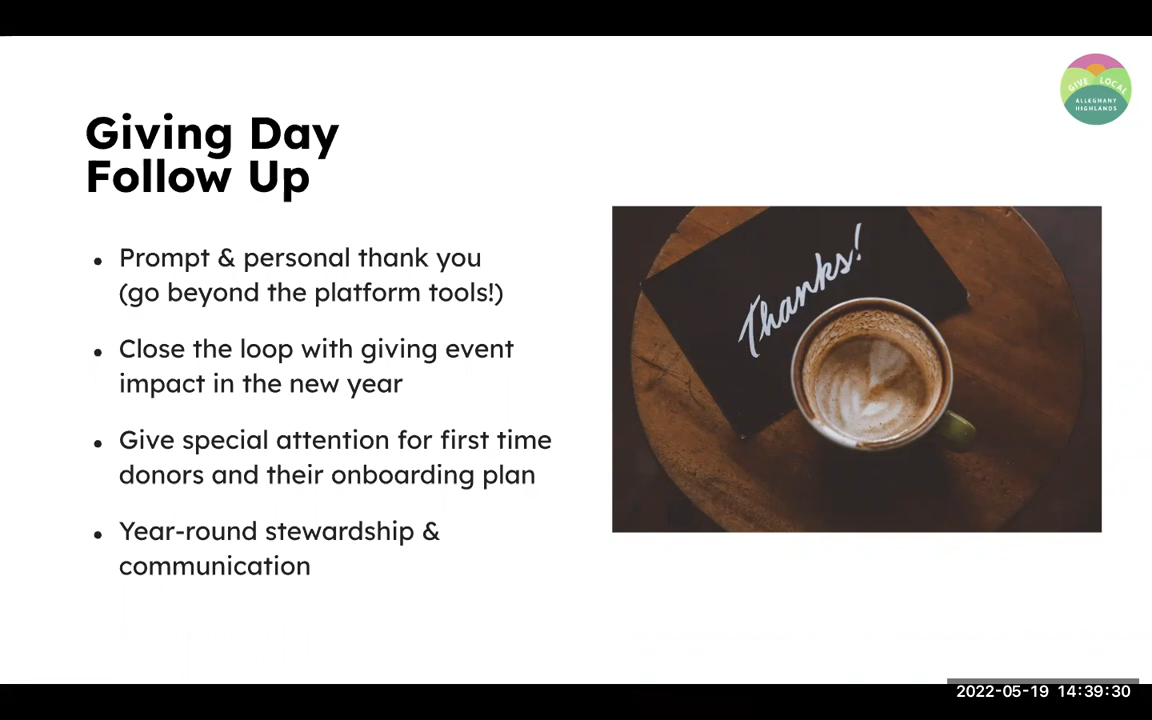 GIVE LOCAL
ALLEGHANY
HIGHLANDS
Giving Day
Follow Up
• Prompt & personal thank you
(go beyond the platform tools!)
• Close the loop with giving event
impact in the new year
• Give special attention for first time
donors and their onboarding plan
• Year-round stewardship &
communication
Thanks!
2022-05-19 14:39:30